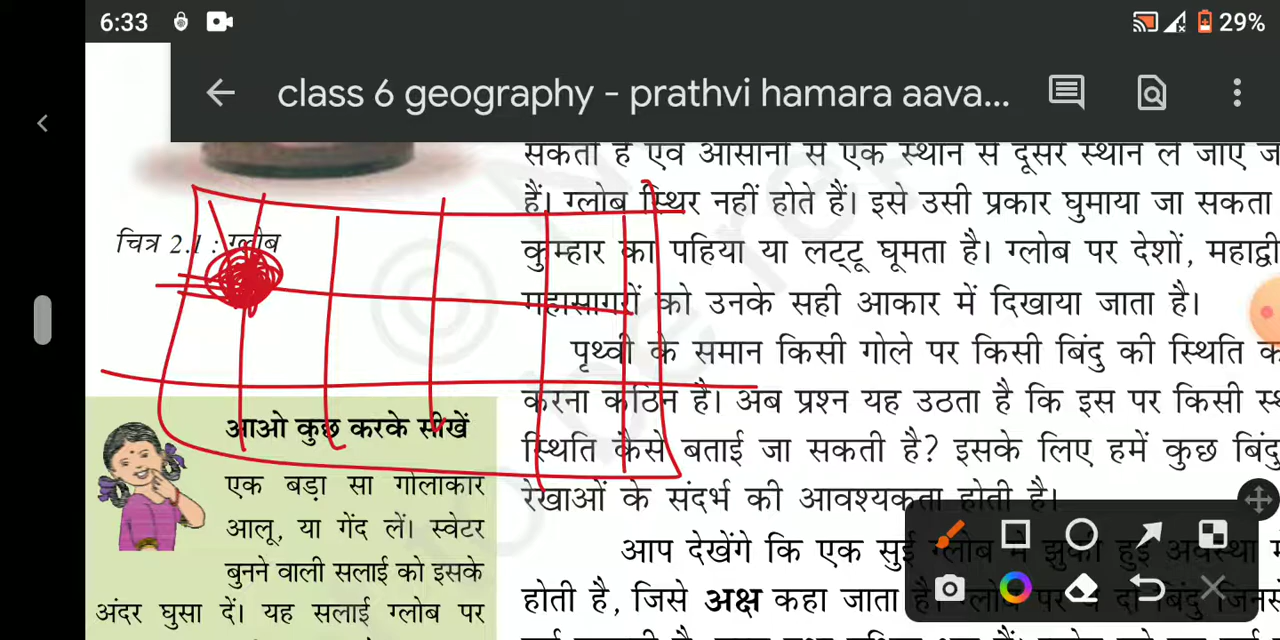 6:33
29%
class 6 geography - prathvi hamara aava...
सकता है एवं आसानी से एक स्थान से दूसरे स्थान ले जाए ज
हैं। ग्लोब स्थिर नहीं होते हैं। इसे उसी प्रकार घुमाया जा सकता
कुम्हार का पहिया या लट्टू घूमता है। ग्लोब पर देशों, महाद्वी
महासागरों को उनके सही आकार में दिखाया जाता है।
पृथ्वी के समान किसी गोले पर किसी बिंदु की स्थिति क
करना कठिन है। अब प्रश्न यह उठता है कि इस पर किसी स्थ
स्थिति कैसे बताई जा सकती है? इसके लिए हमें कुछ बिंदु
रेखाओं के संदर्भ की आवश्यकता होती है।
आप देखेंगे कि एक सुई ग्लोब में झुकी हुई अवस्था म
होती है, जिसे अक्ष कहा जाता है। ग्लोब पर वे दो बिंदु जिनसे
चित्र 2.1 : ग्लोब
आओ कुछ करके सीखें
एक बड़ा सा गोलाकार
आलू, या गेंद लें। स्वेटर
बुनने वाली सलाई को इसके
अंदर घुसा दें। यह सलाई ग्लोब पर